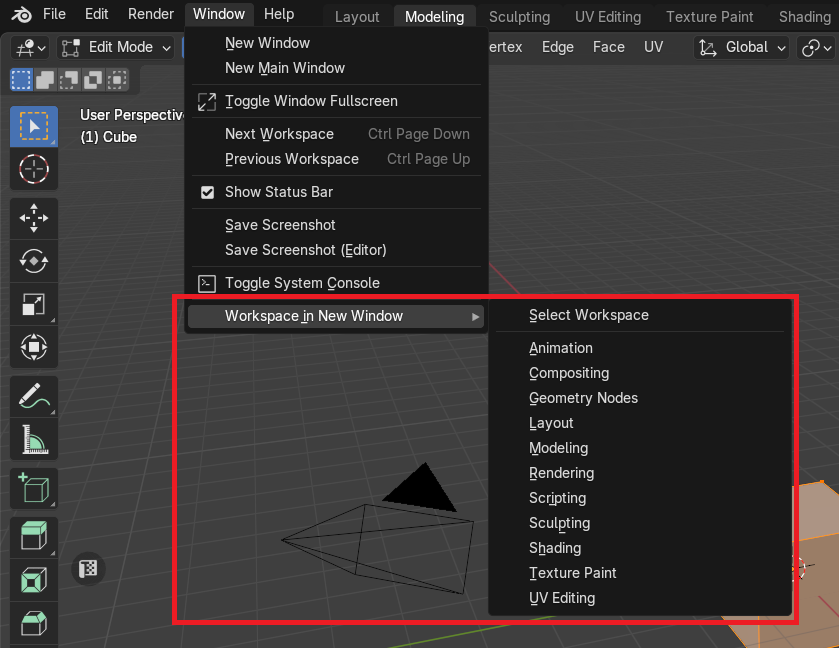 File Edit Render Window Help Layout Modeling Sculpting UV Editing Texture Paint Shading
Edit Mode ertex Edge Face UV Global
New Window
New Main Window
Toggle Window Fullscreen
Next Workspace Ctrl Page Down
Previous Workspace Ctrl Page Up
Show Status Bar
Save Screenshot
Save Screenshot (Editor)
Toggle System Console
Workspace in New Window
User Perspectiv
(1) Cube
Select Workspace
Animation
Compositing
Geometry Nodes
Layout
Modeling
Rendering
Scripting
Sculpting
Shading
Texture Paint
UV Editing